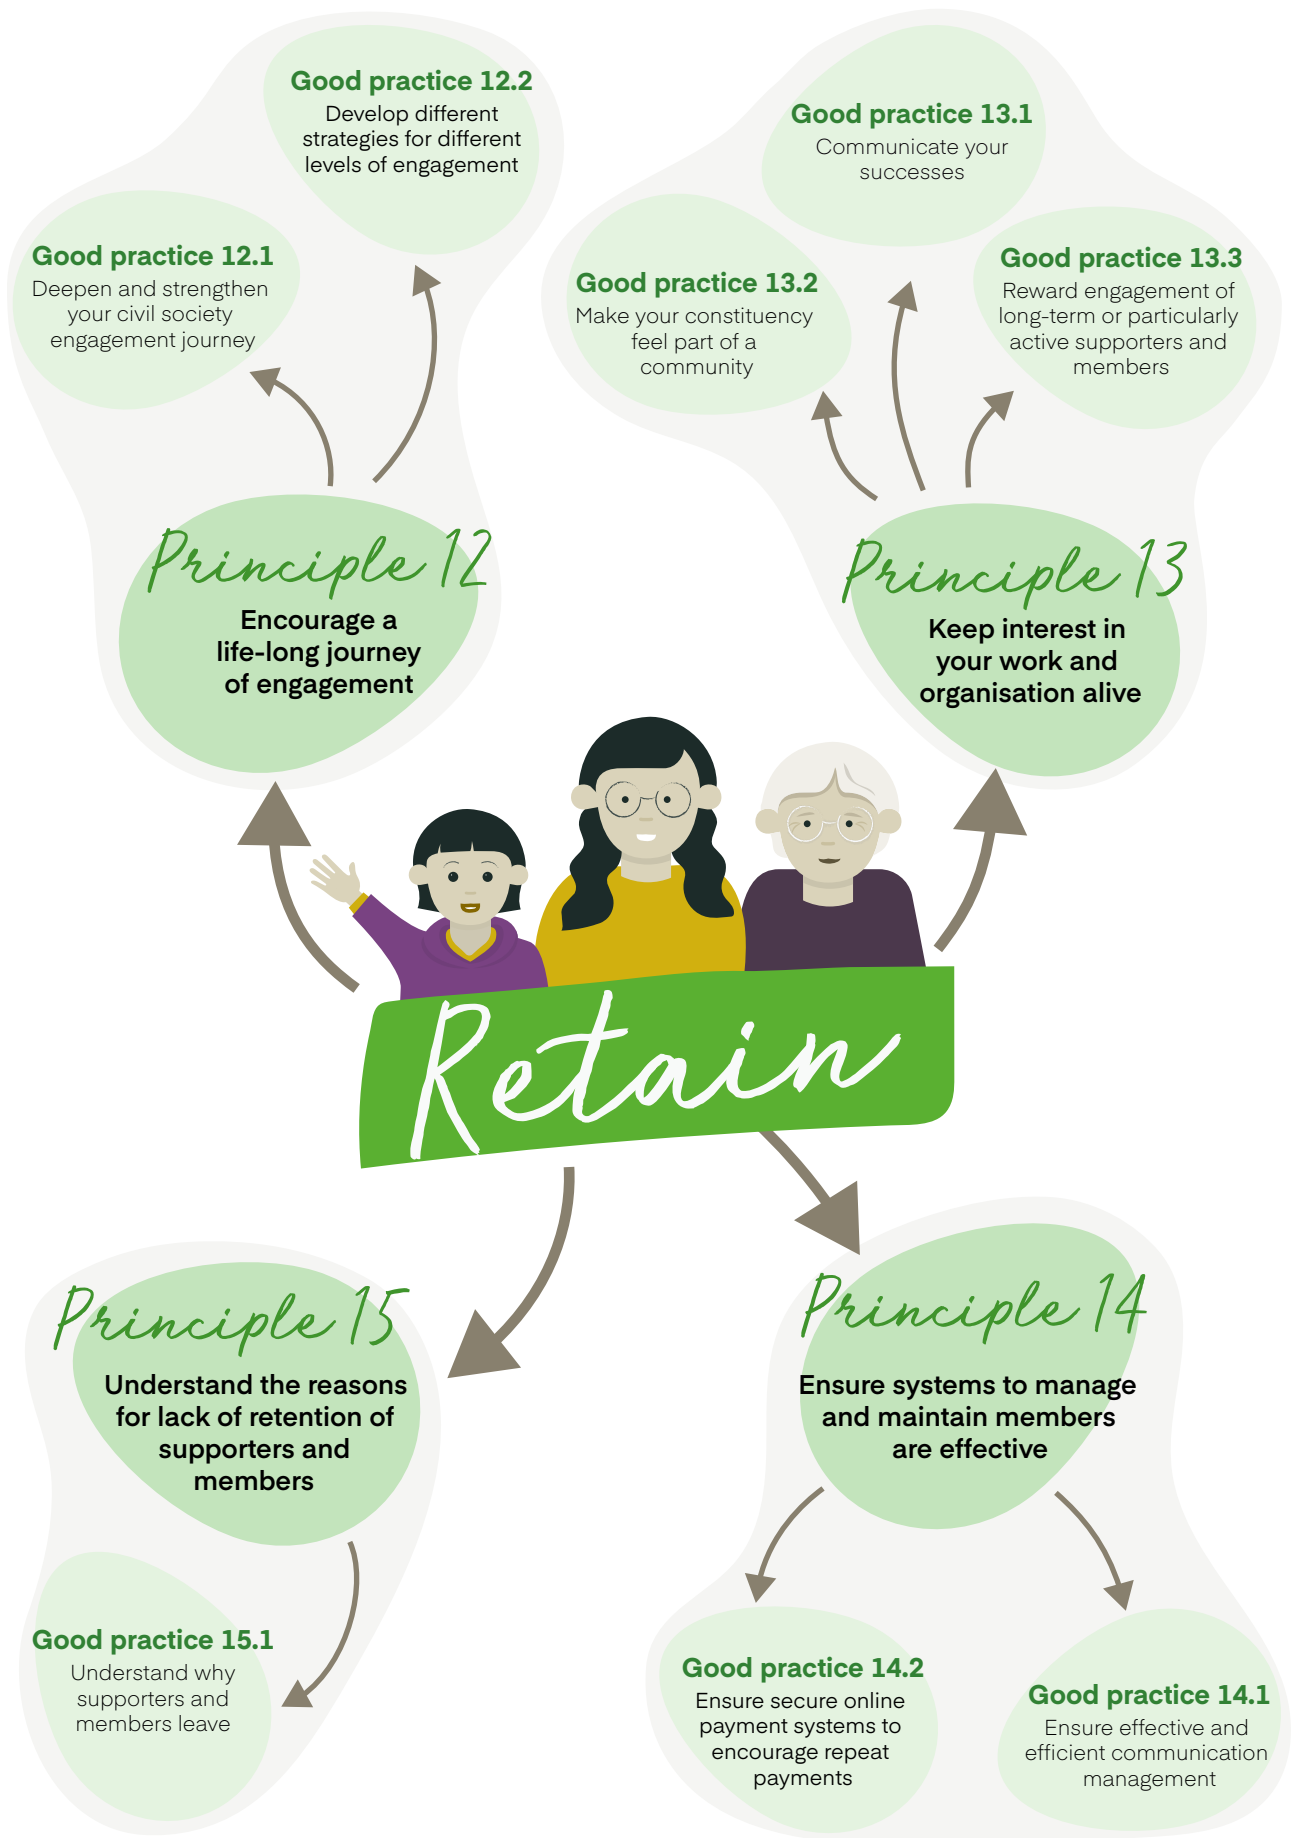 Good practice 12.2
Develop different
strategies for different
levels of engagement
Good practice 12.1
Deepen and strengthen
your civil society
engagement journey
Principle 12
Encourage a
life-long journey
of engagement
Good practice 13.1
Communicate your
successes
Good practice 13.2
Make your constituency
feel part of a
community
Good practice 13.3
Reward engagement of
long-term or particularly
active supporters and
members
Principle 13
Keep interest in
your work and
organisation alive
Retain
Principle 15
Understand the reasons
for lack of retention of
supporters and
members
Good practice 15.1
Understand why
supporters and
members leave
Principle 14
Ensure systems to manage
and maintain members
are effective
Good practice 14.2
Ensure secure online
payment systems to
encourage repeat
payments
Good practice 14.1
Ensure effective and
efficient communication
management